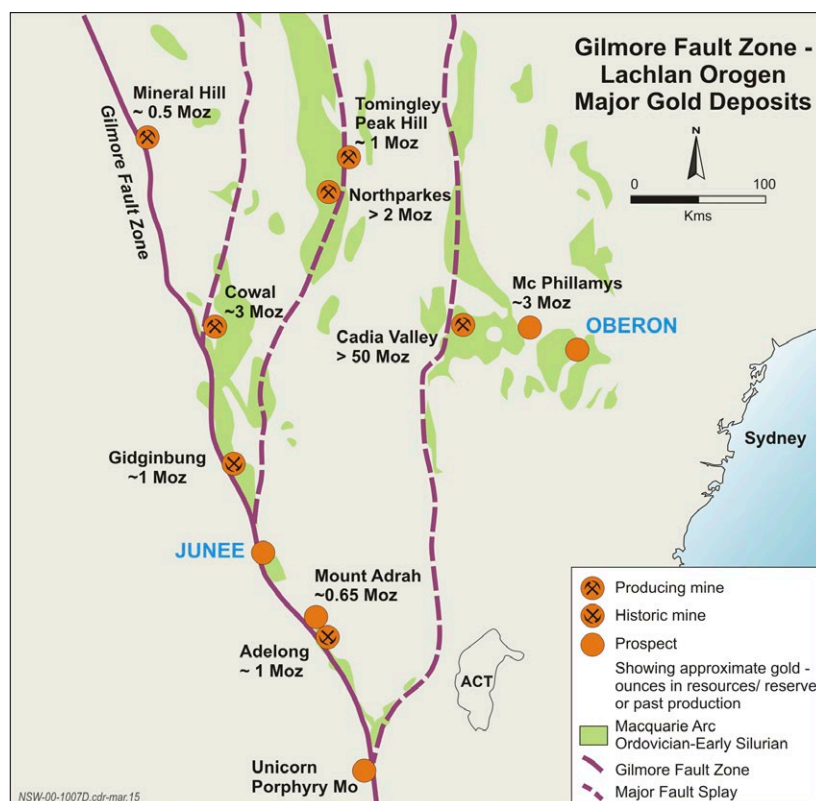 Gilmore Fault Zone -
Lachlan Orogen
Major Gold Deposits
N
0 100
Kms
Mineral Hill
~ 0.5 Moz
Gilmore Fault Zone
Tomingley
Peak Hill
~ 1 Moz
Northparkes
> 2 Moz
Cowal
~3 Moz
Mc Phillamys
~3 Moz
Cadia Valley
> 50 Moz
OBERON
Sydney
Gidginbung
~1 Moz
JUNEE
Mount Adrah
~0.65 Moz
Adelong
~ 1 Moz
ACT
Unicorn
Porphyry Mo
Producing mine
Historic mine
Prospect
Showing approximate gold -
ounces in resources/ reserve
or past production
Macquarie Arc
Ordovician-Early Silurian
Gilmore Fault Zone
Major Fault Splay
NSW-00-1007D.cdr-mar.15